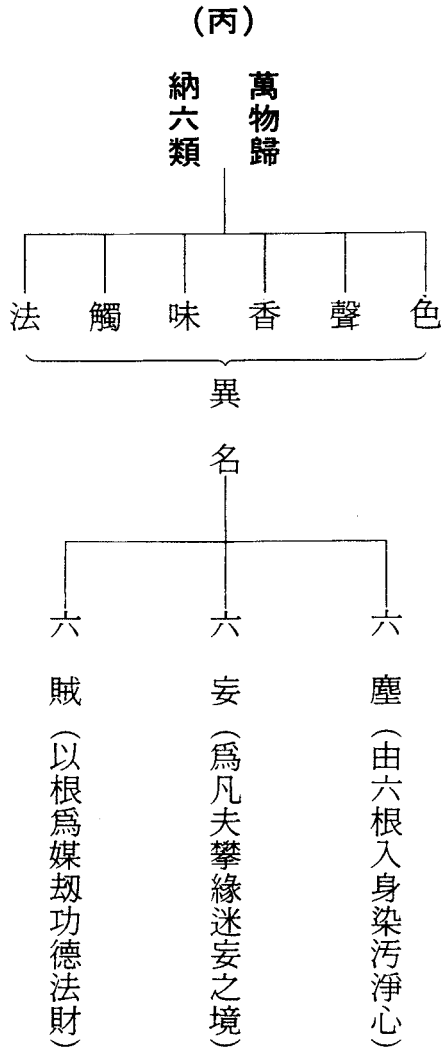 (丙)
萬物歸
納六類
色
聲
香
味
觸
法
異名
六塵(由六根入身染污淨心)
六妄(爲凡夫攀緣迷妄之境)
六賊(以根爲媒刼功德法財)